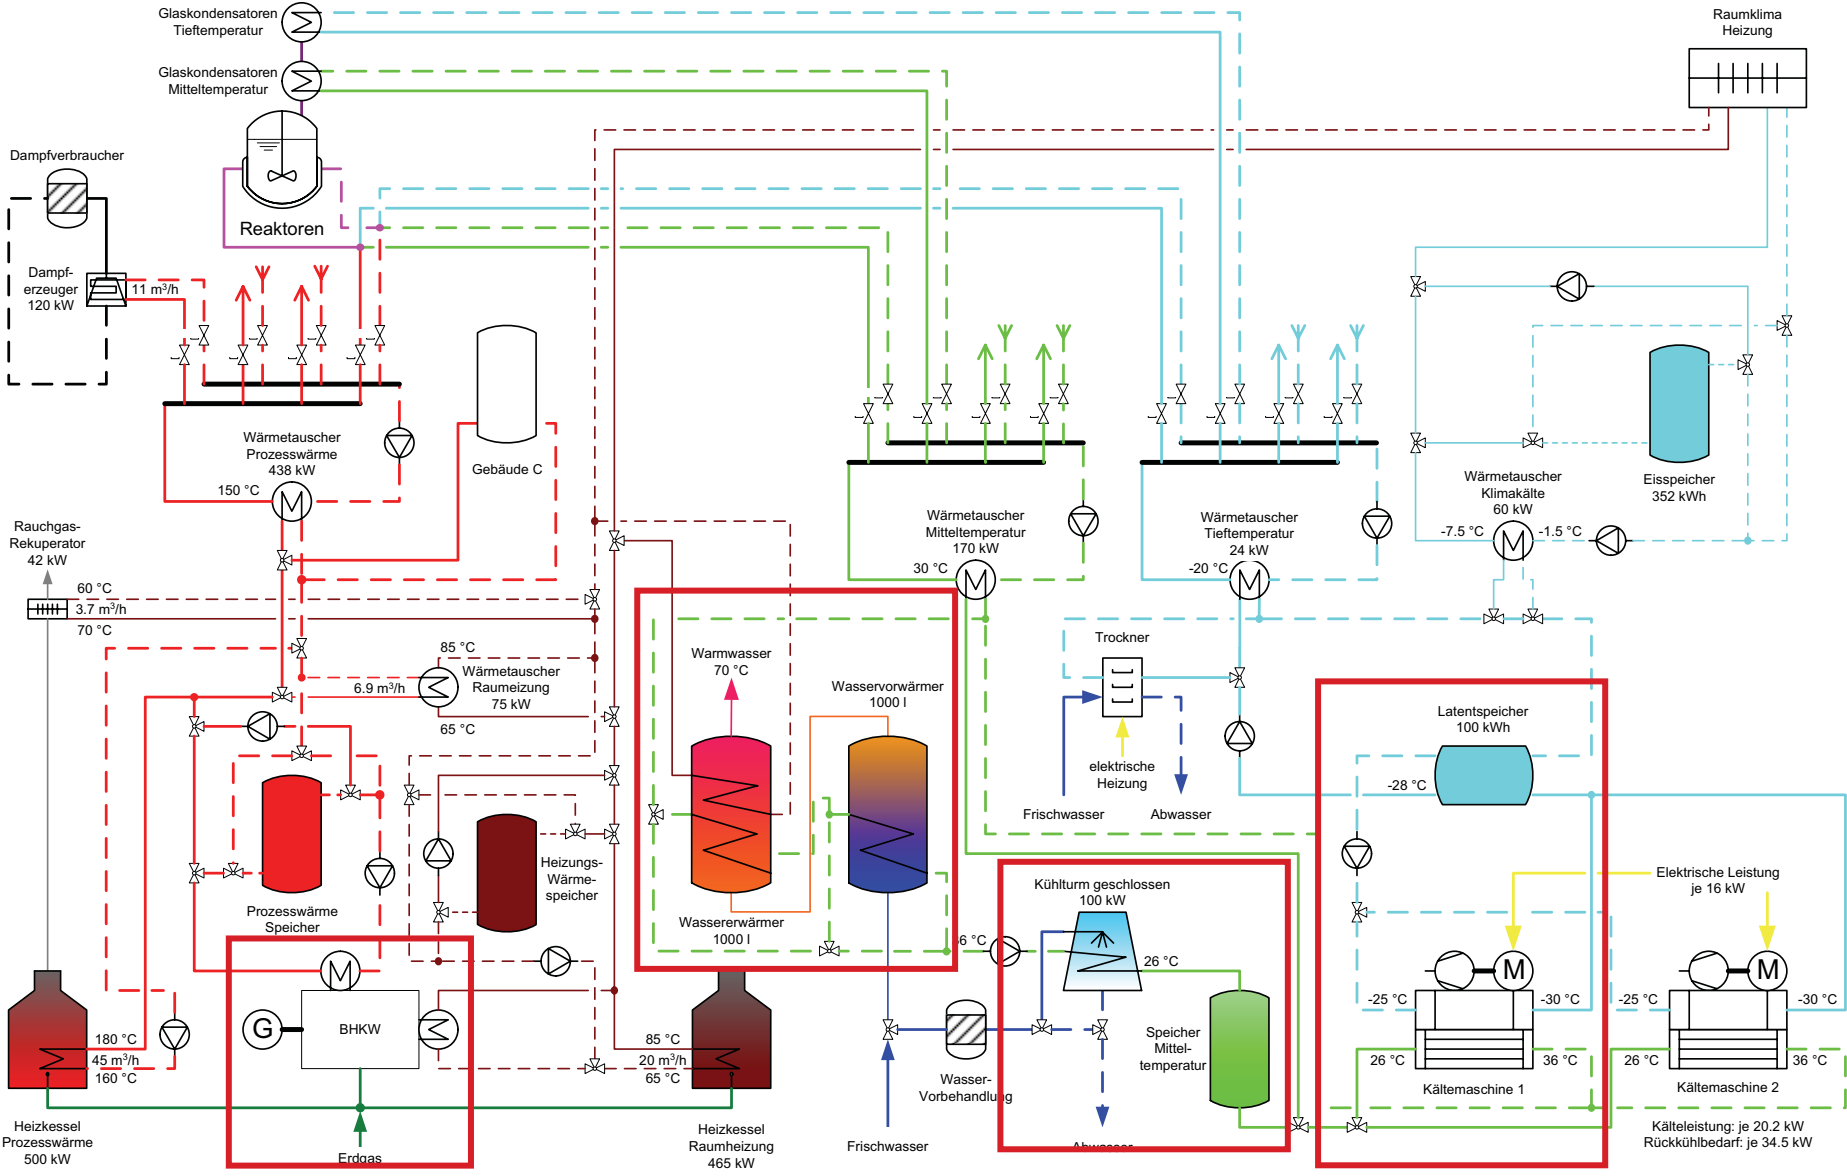 Glaskondensatoren
Tieftemperatur
Glaskondensatoren
Mitteltemperatur
Raumklima
Heizung
Dampfverbraucher
Reaktoren
Dampf-
erzeuger
120 kW
11 m³/h
Wärmetauscher
Prozesswärme
438 kW
150 °C
Gebäude C
Rauchgas-
Rekuperator
42 kW
60 °C
3.7 m³/h
70 °C
85 °C
Wärmetauscher
Raumeizung
75 kW
6.9 m³/h
65 °C
Wärmetauscher
Mitteltemperatur
170 kW
30 °C
Wärmetauscher
Tieftemperatur
24 kW
-20 °C
Wärmetauscher
Klimakälte
60 kW
-7.5 °C
-1.5 °C
Eisspeicher
352 kWh
Warmwasser
70 °C
Wasservorwärmer
1000 l
Wassererwärmer
1000 l
Trockner
elektrische
Heizung
Frischwasser
Abwasser
Latentspeicher
100 kWh
-28 °C
Prozesswärme
Speicher
Heizungs-
Wärme-
speicher
Kühlturm geschlossen
100 kW
6 °C
26 °C
Elektrische Leistung
je 16 kW
M
M
M
M
M
M
M
M
M
G
BHKW
Erdgas
180 °C
45 m³/h
160 °C
Heizkessel
Prozesswärme
500 kW
85 °C
20 m³/h
65 °C
Heizkessel
Raumheizung
465 kW
Wasser-
Vorbehandlung
Frischwasser
Abwasser
Speicher
Mittel-
temperatur
-25 °C
-30 °C
26 °C
36 °C
Kältemaschine 1
-25 °C
-30 °C
26 °C
36 °C
Kältemaschine 2
Kälteleistung: je 20.2 kW
Rückkühlbedarf: je 34.5 kW